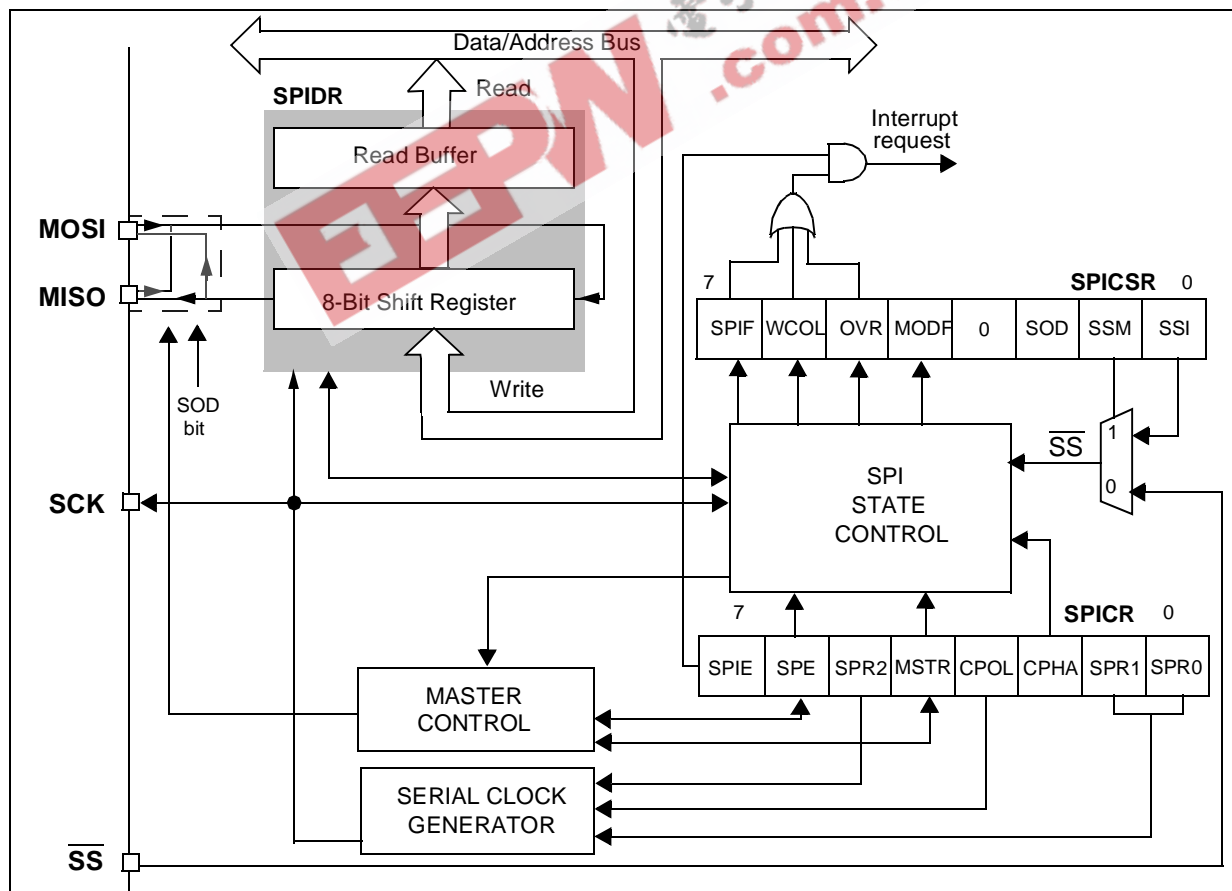 Data/Address Bus
SPIDR
Read
Read Buffer
Interrupt
request
MOSI
MISO
8-Bit Shift Register
7
SPICSR
0
SPIF
WCOL
OVR
MODF
0
SOD
SSM
SSI
Write
SOD
bit
SS
1
0
SCK
SPI
STATE
CONTROL
7
SPICR
0
SPIE
SPE
SPR2
MSTR
CPOL
CPHA
SPR1
SPR0
MASTER
CONTROL
SERIAL CLOCK
GENERATOR
SS
EEPW
.com.